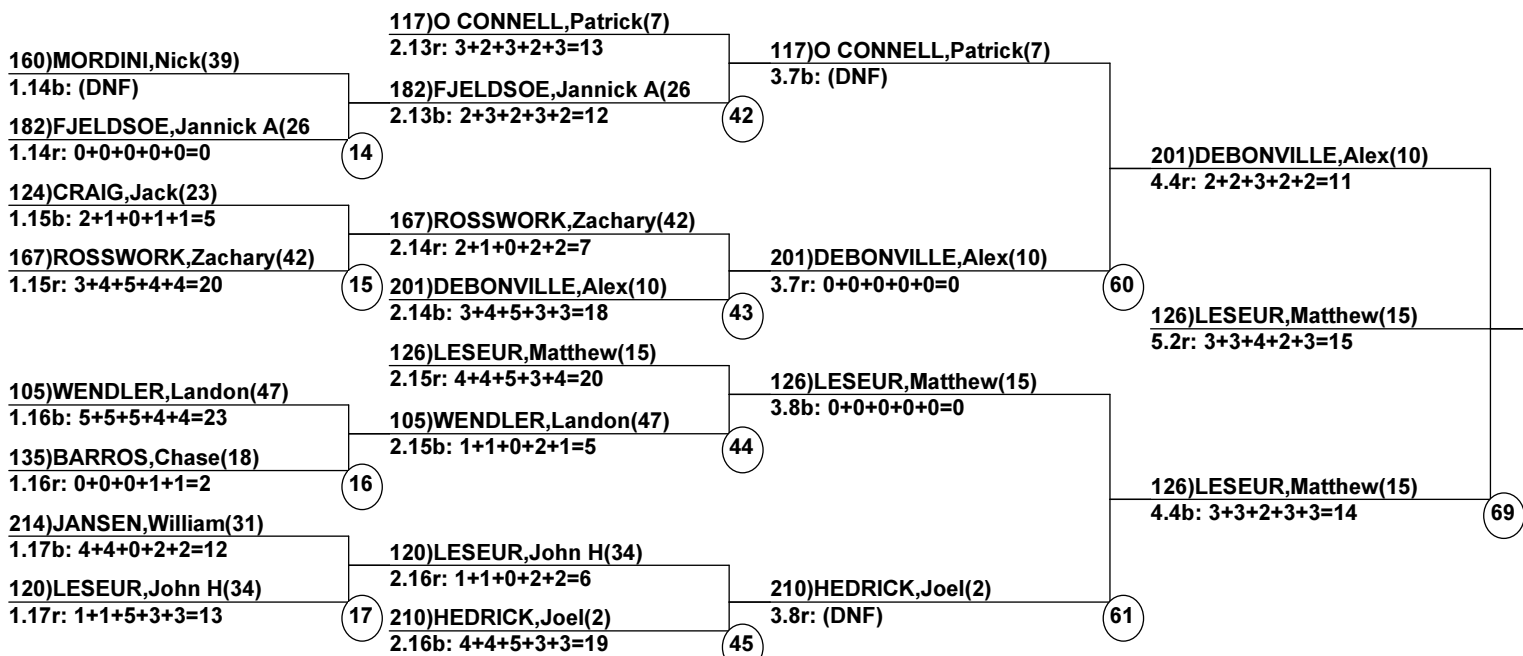 160)MORDINI,Nick(39)
1.14b: (DNF)
182)FJELDSOE,Jannick A(26
1.14r: 0+0+0+0+0=0
14
124)CRAIG,Jack(23)
1.15b: 2+1+0+1+1=5
167)ROSSWORK,Zachary(42)
1.15r: 3+4+5+4+4=20
15
105)WENDLER,Landon(47)
1.16b: 5+5+5+4+4=23
135)BARROS,Chase(18)
1.16r: 0+0+0+1+1=2
16
214)JANSEN,William(31)
1.17b: 4+4+0+2+2=12
120)LESEUR,John H(34)
1.17r: 1+1+5+3+3=13
17
117)O CONNELL,Patrick(7)
2.13r: 3+2+3+2+3=13
182)FJELDSOE,Jannick A(26
2.13b: 2+3+2+3+2=12
42
167)ROSSWORK,Zachary(42)
2.14r: 2+1+0+2+2=7
201)DEBONVILLE,Alex(10)
2.14b: 3+4+5+3+3=18
43
126)LESEUR,Matthew(15)
2.15r: 4+4+5+3+4=20
105)WENDLER,Landon(47)
2.15b: 1+1+0+2+1=5
44
120)LESEUR,John H(34)
2.16r: 1+1+0+2+2=6
210)HEDRICK,Joel(2)
2.16b: 4+4+5+3+3=19
45
117)O CONNELL,Patrick(7)
3.7b: (DNF)
201)DEBONVILLE,Alex(10)
3.7r: 0+0+0+0+0=0
60
126)LESEUR,Matthew(15)
3.8b: 0+0+0+0+0=0
210)HEDRICK,Joel(2)
3.8r: (DNF)
61
201)DEBONVILLE,Alex(10)
4.4r: 2+2+3+2+2=11
126)LESEUR,Matthew(15)
5.2r: 3+3+4+2+3=15
126)LESEUR,Matthew(15)
4.4b: 3+3+2+3+3=14
69